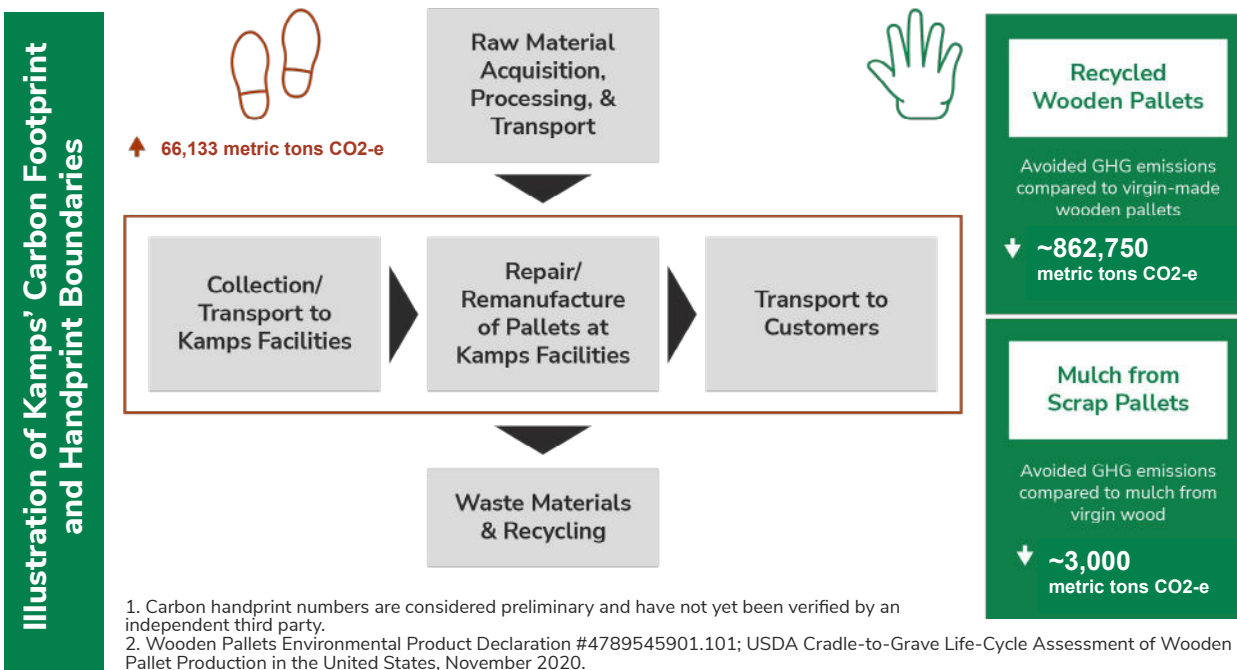 Illustration of Kamps’ Carbon Footprint
and Handprint Boundaries
66,133 metric tons CO2-e
Raw Material
Acquisition,
Processing, &
Transport
Collection/
Transport to
Kamps Facilities
Repair/
Remanufacture
of Pallets at
Kamps Facilities
Transport to
Customers
Waste Materials
& Recycling
Recycled
Wooden Pallets
Avoided GHG emissions
compared to virgin-made
wooden pallets
~862,750
metric tons CO2-e
Mulch from
Scrap Pallets
Avoided GHG emissions
compared to mulch from
virgin wood
~3,000
metric tons CO2-e
1. Carbon handprint numbers are considered preliminary and have not yet been verified by an
independent third party.
2. Wooden Pallets Environmental Product Declaration #4789545901.101; USDA Cradle-to-Grave Life-Cycle Assessment of Wooden
Pallet Production in the United States, November 2020.